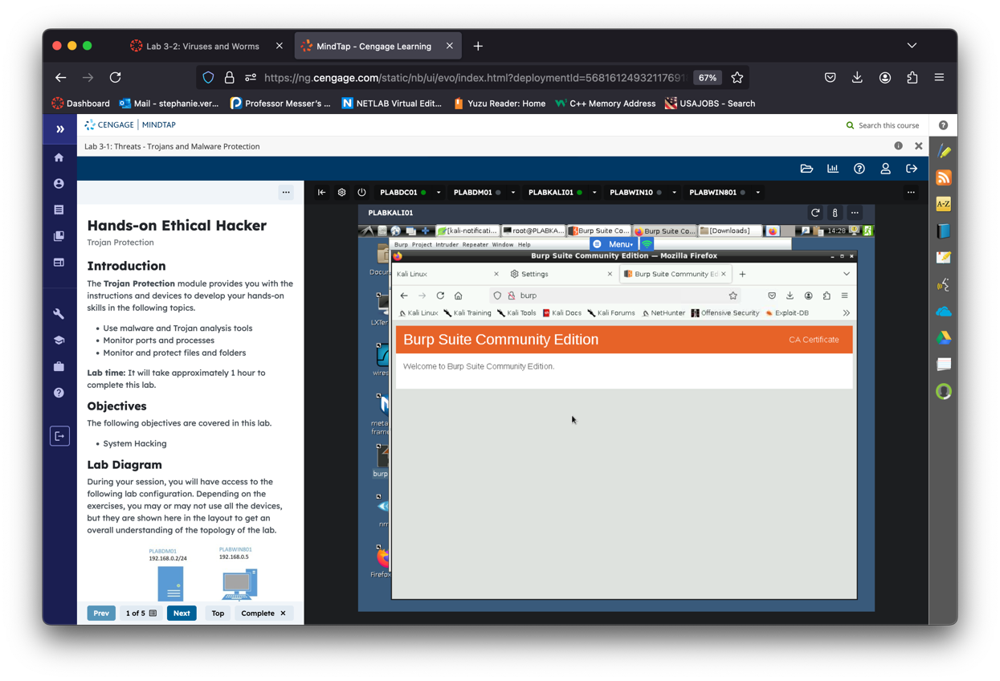 Lab 3-2: Viruses and Worms
MindTap - Cengage Learning
https://ng.cengage.com/static/nb/ui/evo/index.html?deploymentId=56816124932117691
67%
Dashboard
Mail - stephanie.ver...
Professor Messer's ...
NETLAB Virtual Edit...
Yuzu Reader: Home
C++ Memory Address
USAJOBS - Search
CENGAGE | MINDTAP
Search this course
Lab 3-1: Threats - Trojans and Malware Protection
PLABDC01
PLABDM01
PLABKALI01
PLABWIN10
PLABWIN801
PLABKALI01
Hands-on Ethical Hacker
Trojan Protection
Introduction
The Trojan Protection module provides you with the
instructions and devices to develop your hands-on
skills in the following topics.
• Use malware and Trojan analysis tools
• Monitor ports and processes
• Monitor and protect files and folders
Lab time: It will take approximately 1 hour to
complete this lab.
Objectives
The following objectives are covered in this lab.
• System Hacking
Lab Diagram
During your session, you will have access to the
following lab configuration. Depending on the
exercises, you may or may not use all the devices,
but they are shown here in the layout to get an
overall understanding of the topology of the lab.
PLABDM01
192.168.0.2/24
PLABWIN801
192.168.0.5
Prev
1 of 5
Next
Top
Complete
[kali-notificati...
root@PLABKA...
Burp Suite Co...
Burp Suite Co...
[Downloads]
14:28
Burp Project Intruder Repeater Window Help
Menu
Burp Suite Community Edition — Mozilla Firefox
Kali Linux
Settings
Burp Suite Community Ed
burp
Kali Linux
Kali Training
Kali Tools
Kali Docs
Kali Forums
NetHunter
Offensive Security
Exploit-DB
Burp Suite Community Edition
CA Certificate
Welcome to Burp Suite Community Edition.
Docum
LXTer
wires
meta
fram
burp
nm
Firefox
A-Z